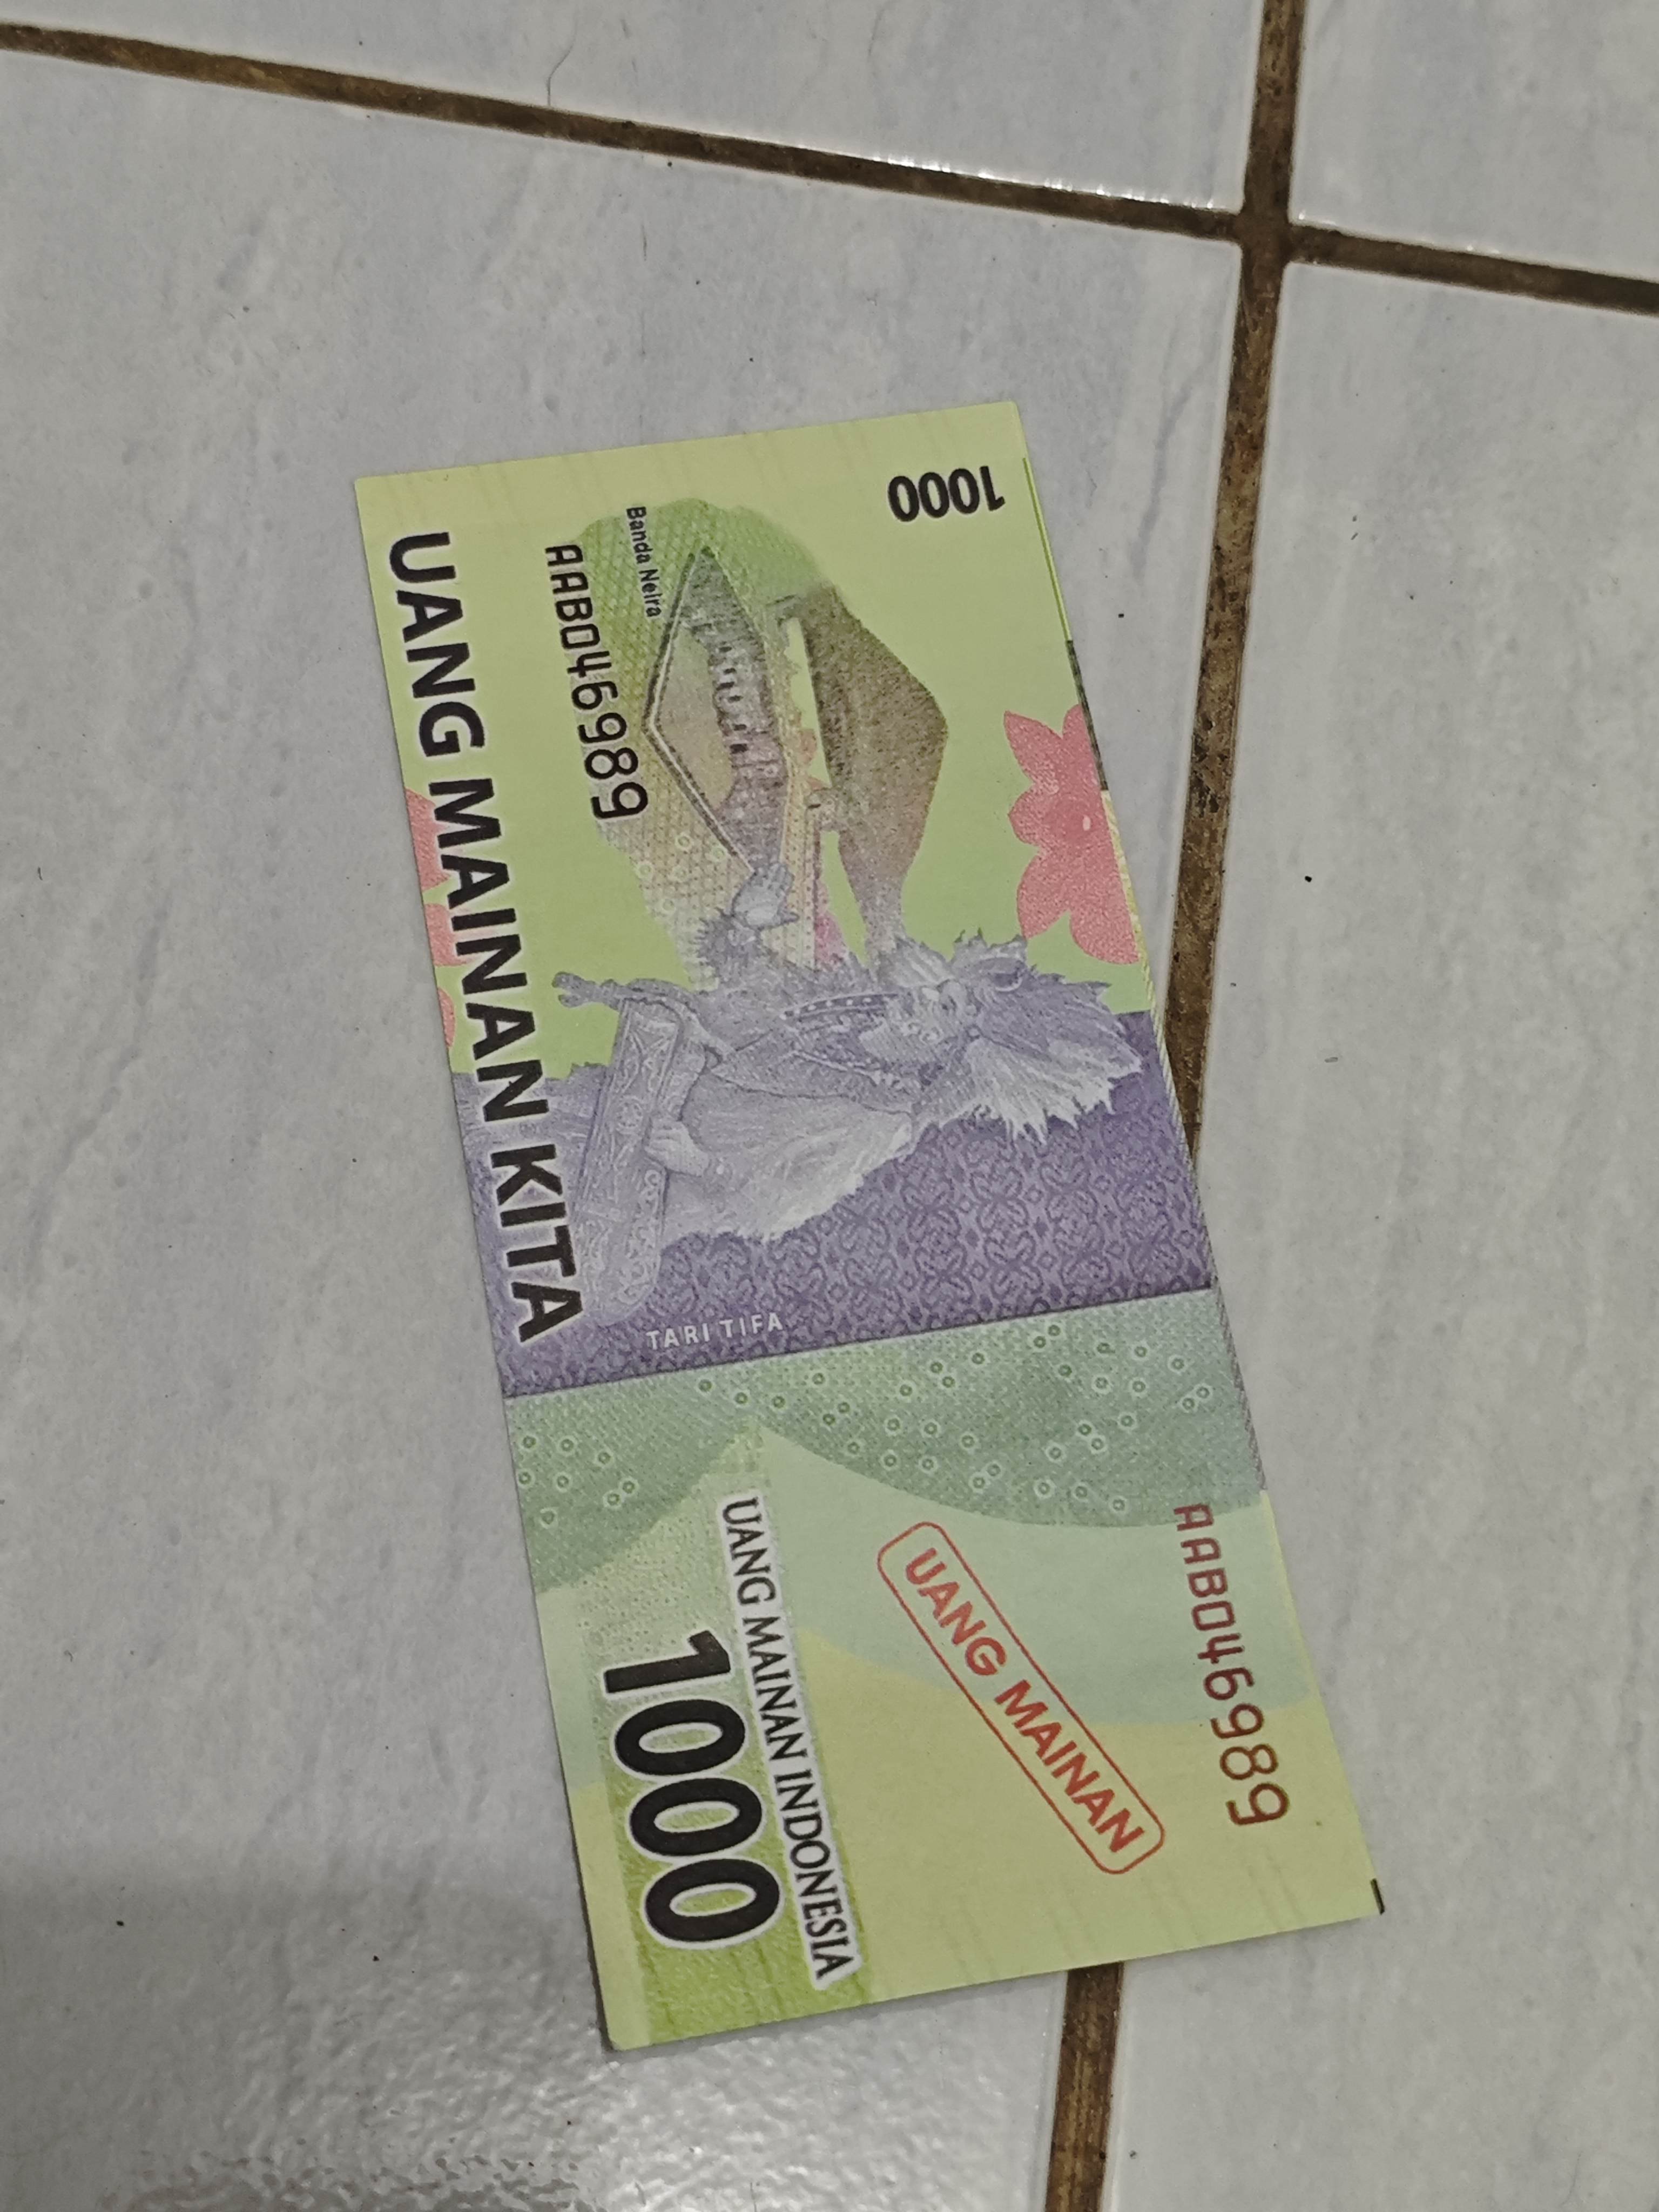 1000
Banda Neira
AAB046989
UANG MAINAN KITA
TARI TIFA
AAB046989
UANG MAINAN
UANG MAINAN INDONESIA
1000